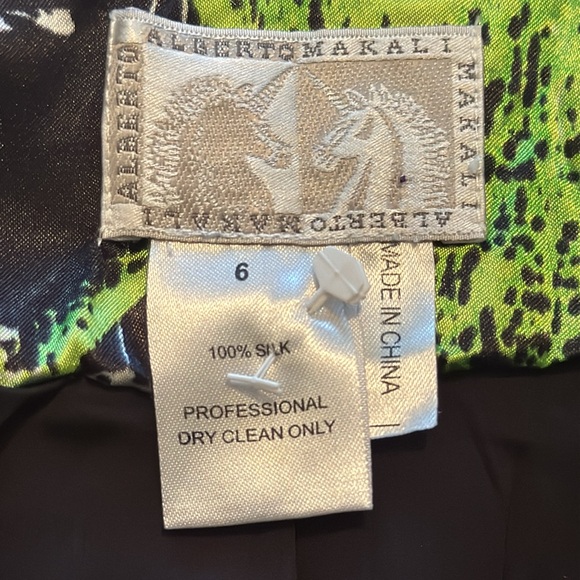 ALBERTO MAKALI
MAKALI
ALBERTO MAKALI
ALBERTO
6
100% SILK
PROFESSIONAL
DRY CLEAN ONLY
MADE IN CHINA